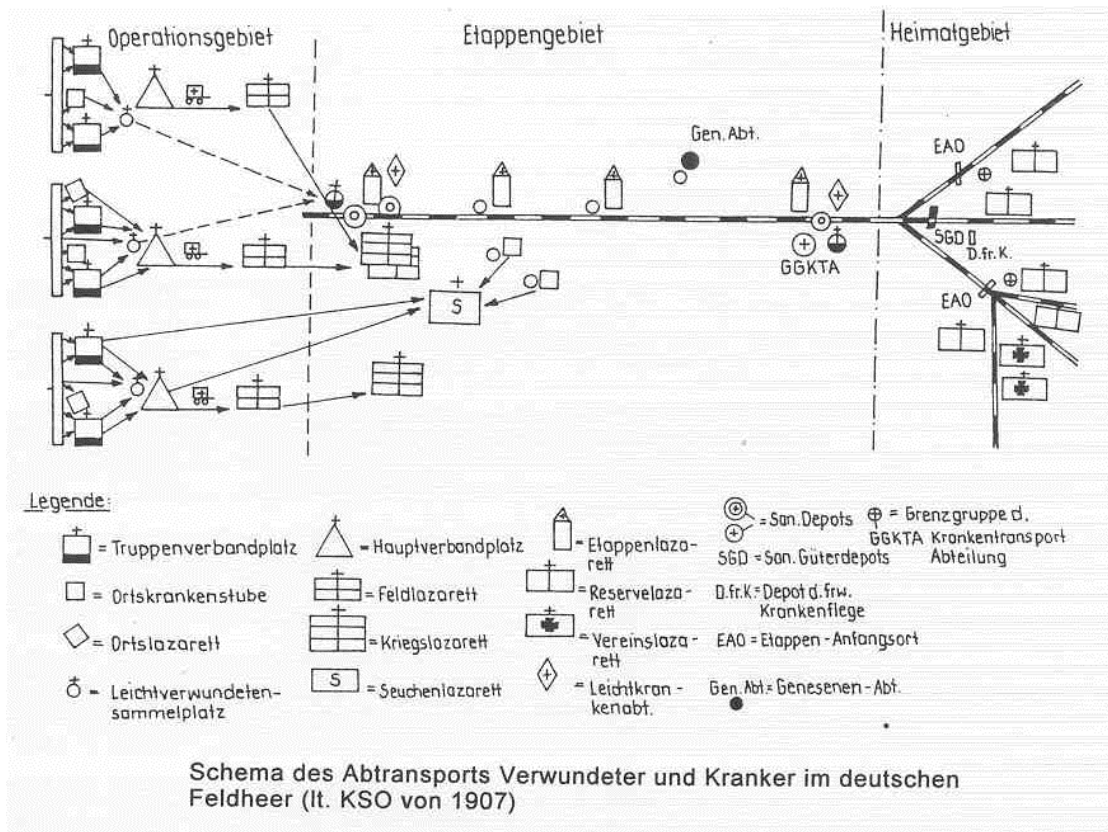 Operationsgebiet
Etappengebiet
Heimatgebiet
Gen. Abt.
EAO
SGD
D.fr.K.
GGKTA
EAO
S
Legende:
= Truppenverbandplatz
= Ortskrankenstube
= Ortslazarett
= Leichtverwundeten-
sammelplatz
= Hauptverbandplatz
= Feldlazarett
= Kriegslazarett
S = Seuchenlazarett
= Etappenlaza-
rett
= Reservelaza-
rett
= Vereinslaza-
rett
= Leichtkran-
kenabt.
= San. Depots
SGD = San. Güterdepots
D.fr.K = Depot d. frw.
Krankenflege
EAO = Etappen-Anfangsort
Gen. Abt. = Genesenen-Abt.
= Grenzgruppe d.
GGKTA Krankentransport
Abteilung
Schema des Abtransports Verwundeter und Kranker im deutschen
Feldheer (lt. KSO von 1907)